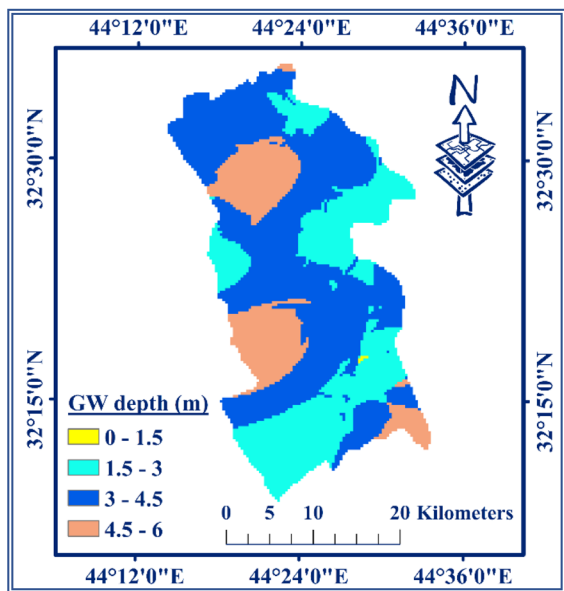 44°12'0"E 44°24'0"E 44°36'0"E
N
32°30'0"N 32°30'0"N
32°15'0"N 32°15'0"N
GW depth (m)
0 - 1.5
1.5 - 3
3 - 4.5
4.5 - 6
0 5 10 20 Kilometers
44°12'0"E 44°24'0"E 44°36'0"E